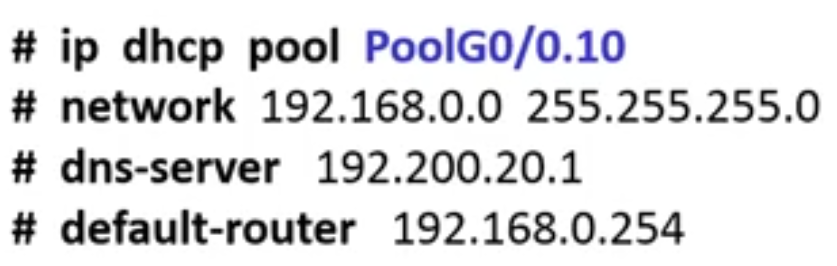 # ip dhcp pool PoolG0/0.10
# network 192.168.0.0 255.255.255.0
# dns-server 192.200.20.1
# default-router 192.168.0.254